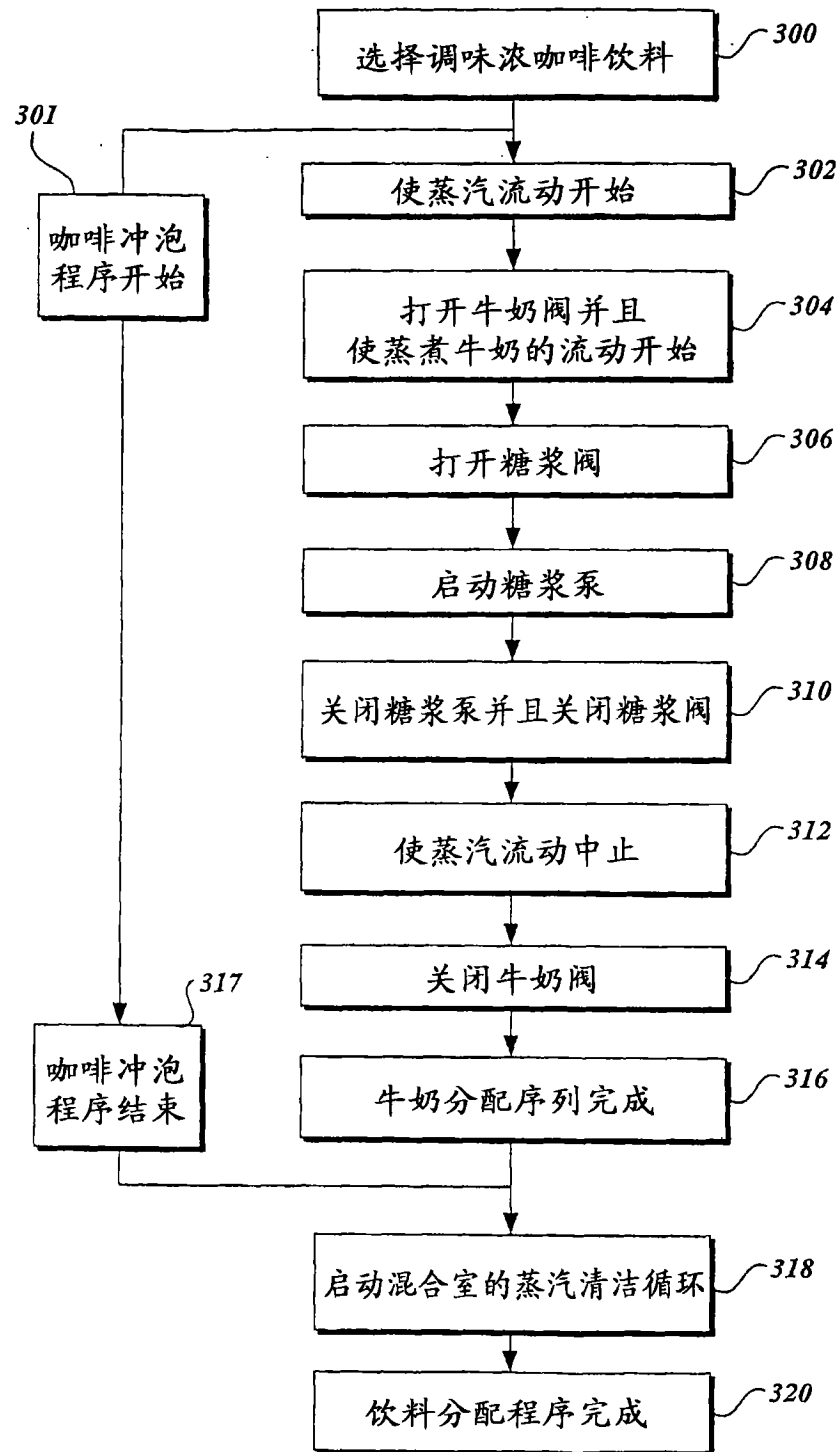 选择调味浓咖啡饮料
300
301
咖啡冲泡
程序开始
使蒸汽流动开始
302
打开牛奶阀并且
使蒸煮牛奶的流动开始
304
打开糖浆阀
306
启动糖浆泵
308
关闭糖浆泵并且关闭糖浆阀
310
使蒸汽流动中止
312
关闭牛奶阀
314
317
咖啡冲泡
程序结束
牛奶分配序列完成
316
启动混合室的蒸汽清洁循环
318
饮料分配程序完成
320